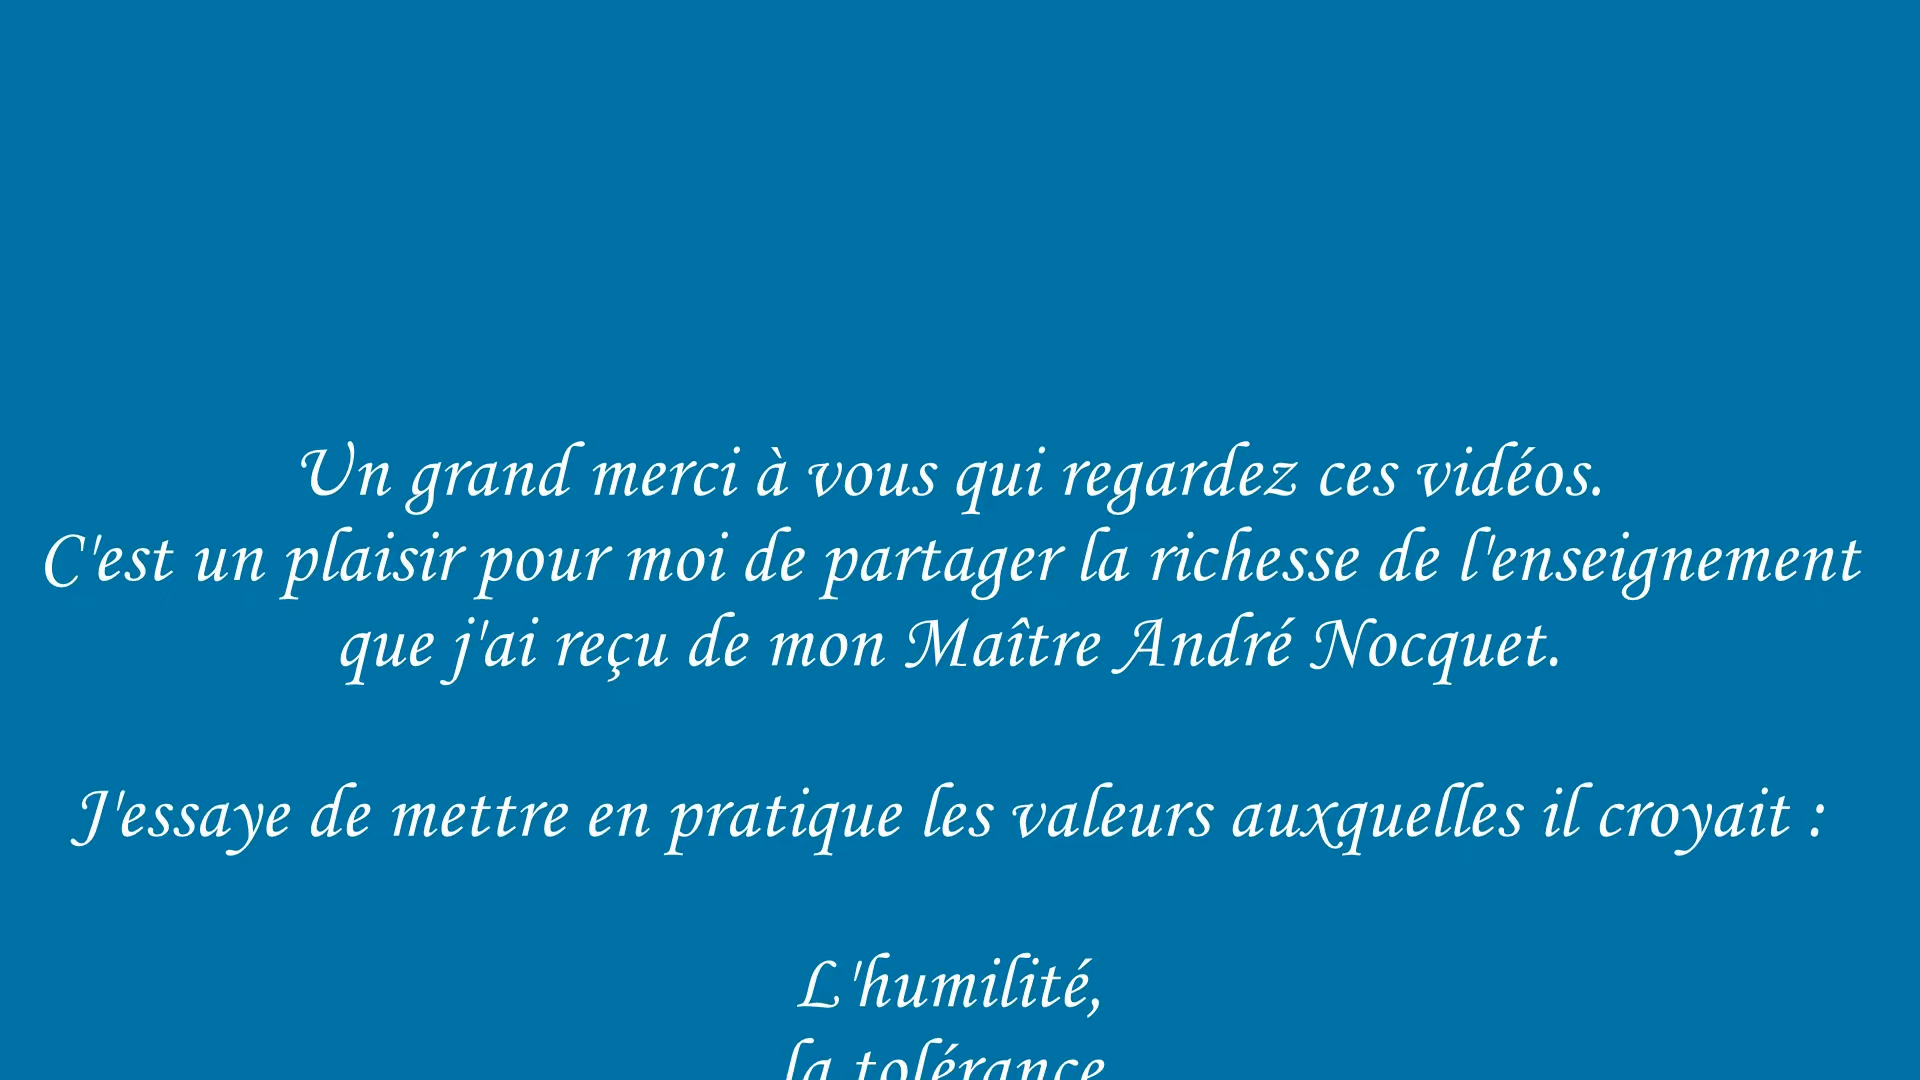 Un grand merci à vous qui regardez ces vidéos.
C'est un plaisir pour moi de partager la richesse de l'enseignement
que j'ai reçu de mon Maître André Nocquet.
J'essaye de mettre en pratique les valeurs auxquelles il croyait :
L'humilité,
la tolérance